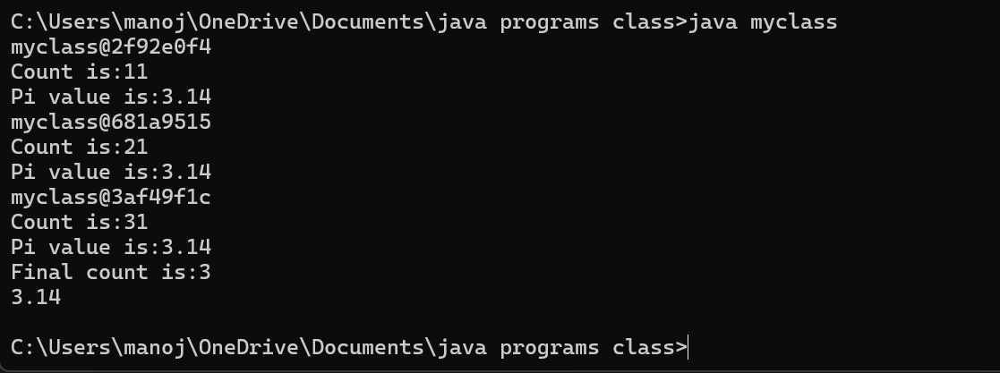 C:\Users\manoj\OneDrive\Documents\java programs class>java myclass
myclass@2f92e0f4
Count is:11
Pi value is:3.14
myclass@681a9515
Count is:21
Pi value is:3.14
myclass@3af49f1c
Count is:31
Pi value is:3.14
Final count is:3
3.14
C:\Users\manoj\OneDrive\Documents\java programs class>